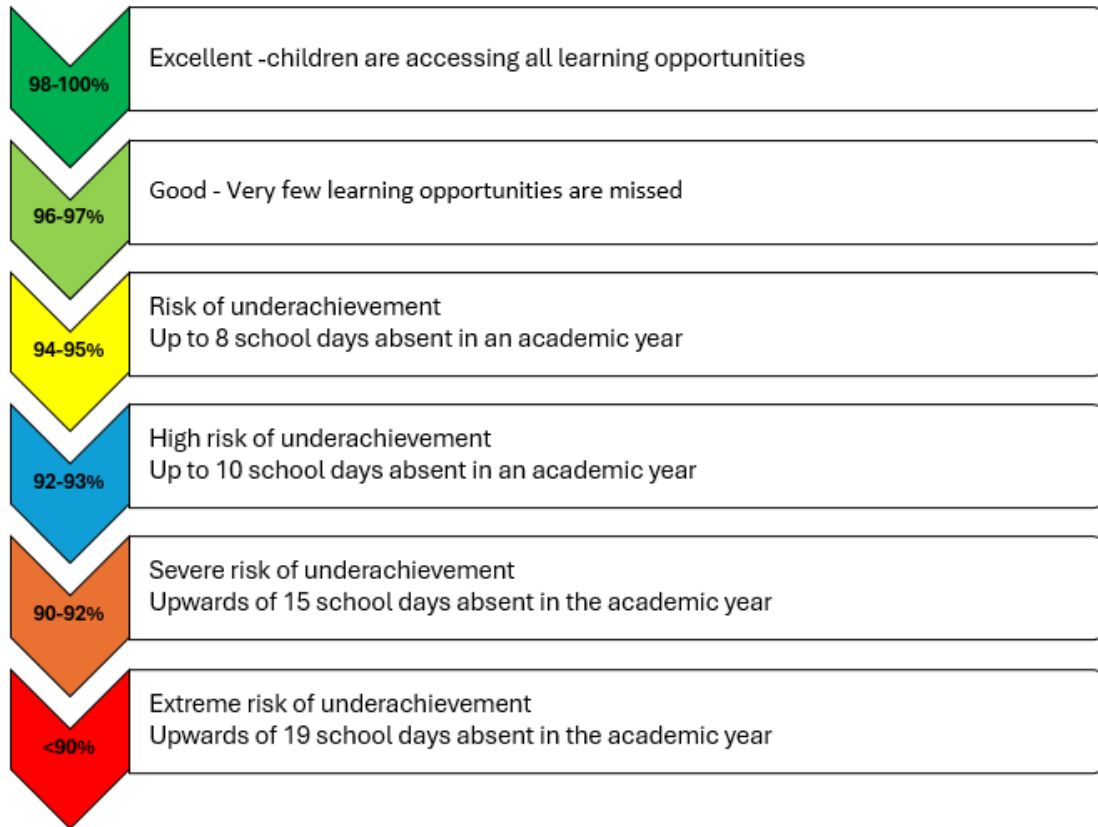 98-100%
Excellent -children are accessing all learning opportunities
96-97%
Good - Very few learning opportunities are missed
94-95%
Risk of underachievement
Up to 8 school days absent in an academic year
92-93%
High risk of underachievement
Up to 10 school days absent in an academic year
90-92%
Severe risk of underachievement
Upwards of 15 school days absent in the academic year
<90%
Extreme risk of underachievement
Upwards of 19 school days absent in the academic year